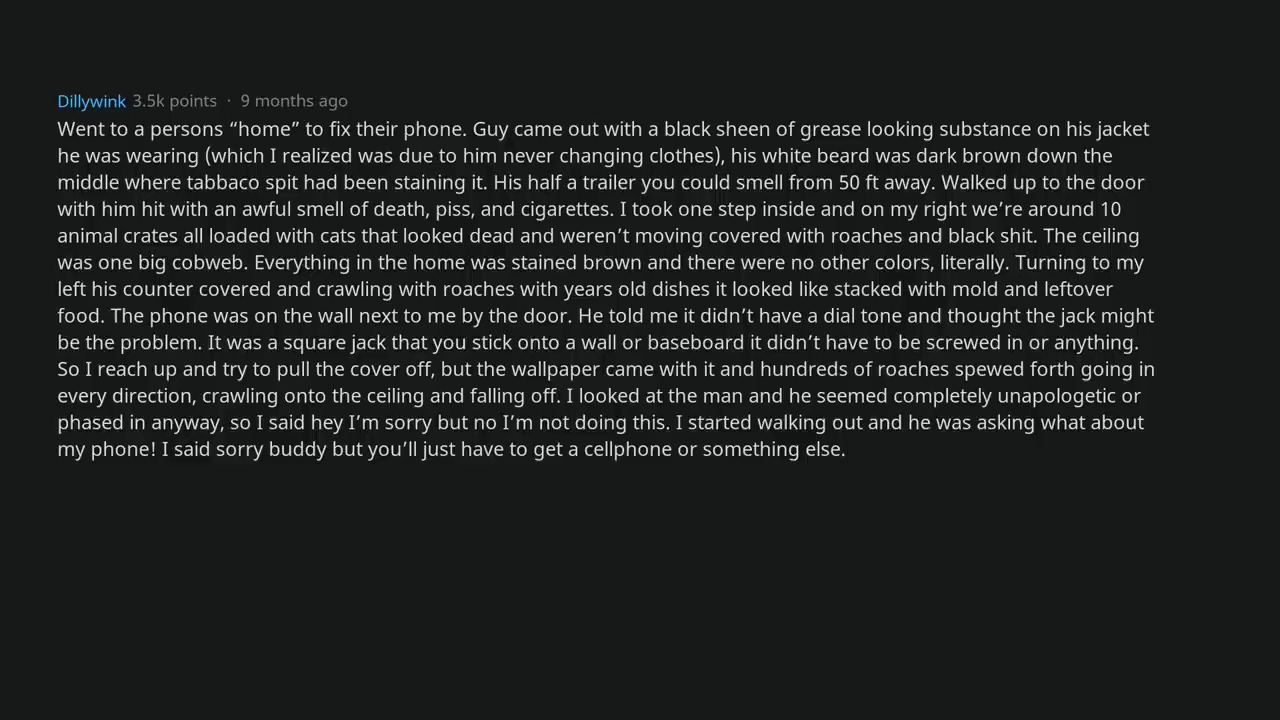 Dillywink 3.5k points · 9 months ago
Went to a persons “home” to fix their phone. Guy came out with a black sheen of grease looking substance on his jacket
he was wearing (which I realized was due to him never changing clothes), his white beard was dark brown down the
middle where tabbaco spit had been staining it. His half a trailer you could smell from 50 ft away. Walked up to the door
with him hit with an awful smell of death, piss, and cigarettes. I took one step inside and on my right we’re around 10
animal crates all loaded with cats that looked dead and weren’t moving covered with roaches and black shit. The ceiling
was one big cobweb. Everything in the home was stained brown and there were no other colors, literally. Turning to my
left his counter covered and crawling with roaches with years old dishes it looked like stacked with mold and leftover
food. The phone was on the wall next to me by the door. He told me it didn’t have a dial tone and thought the jack might
be the problem. It was a square jack that you stick onto a wall or baseboard it didn’t have to be screwed in or anything.
So I reach up and try to pull the cover off, but the wallpaper came with it and hundreds of roaches spewed forth going in
every direction, crawling onto the ceiling and falling off. I looked at the man and he seemed completely unapologetic or
phased in anyway, so I said hey I’m sorry but no I’m not doing this. I started walking out and he was asking what about
my phone! I said sorry buddy but you’ll just have to get a cellphone or something else.